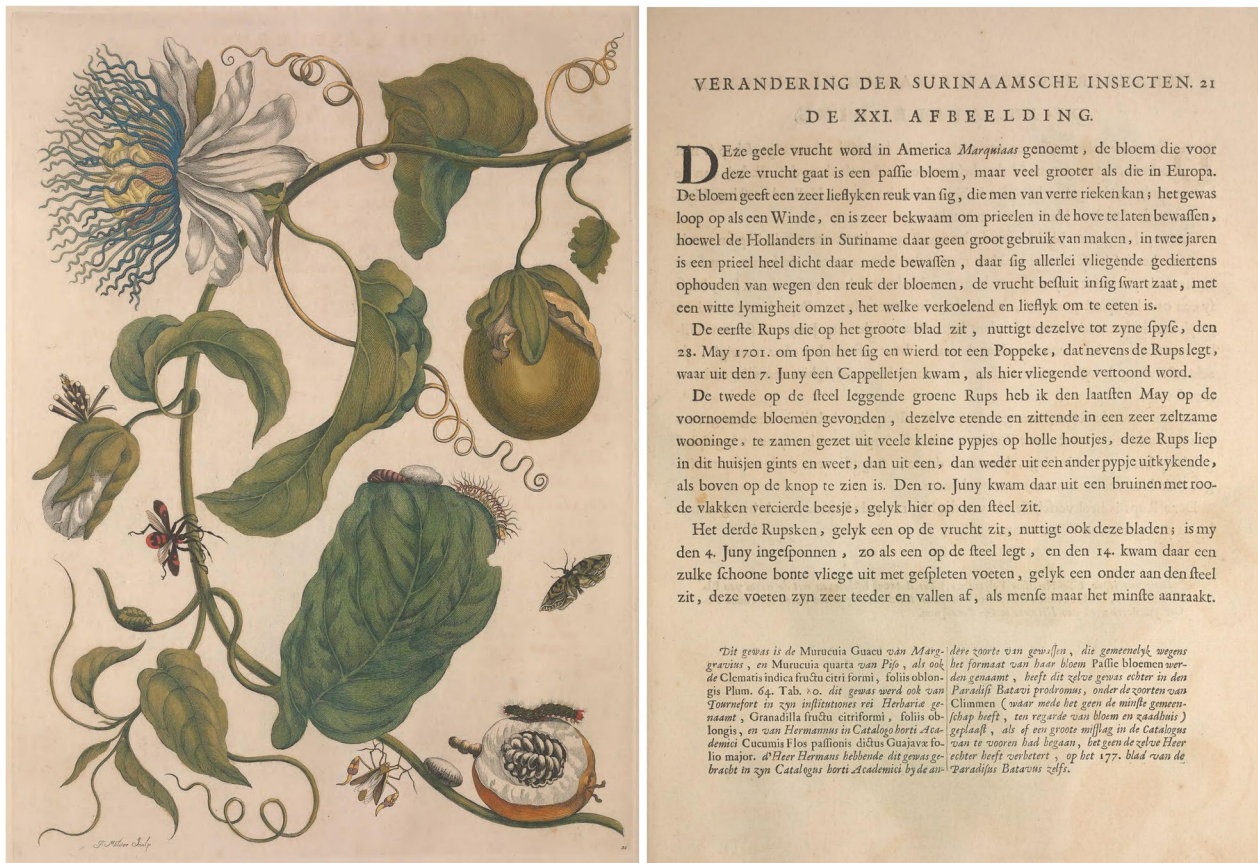 J. Mulder Sculp
21
VERANDERING DER SURINAAMSCHE INSECTEN. 21
DE XXI. AFBEELDING.
DEze geele vrucht word in America Marquiaas genoemt, de bloem die voor
deze vrucht gaat is een paſſie bloem, maar veel grooter als die in Europa.
De bloem geeft een zeer lieflyken reuk van ſig, die men van verre rieken kan; het gewas
loop op als een Winde, en is zeer bekwaam om prieelen in de hove te laten bewaſſen,
hoewel de Hollanders in Suriname daar geen groot gebruik van maken, in twee jaren
is een prieel heel dicht daar mede bewaſſen, daar ſig allerlei vliegende gediertens
ophouden van wegen den reuk der bloemen, de vrucht beſluit in ſig ſwart zaat, met
een witte lymigheit omzet, het welke verkoelend en lieflyk om te eeten is.
De eerſte Rups die op het groote blad zit, nuttigt dezelve tot zyne ſpyſe, den
28. May 1701. om ſpon het ſig en wierd tot een Poppeke, dat nevens de Rups legt,
waar uit den 7. Juny een Cappelletjen kwam, als hier vliegende vertoond word.
De twede op de ſteel leggende groene Rups heb ik den laatſten May op de
voornoemde bloemen gevonden, dezelve etende en zittende in een zeer zeltzame
wooninge, te zamen gezet uit veele kleine pypjes op holle houtjes, deze Rups liep
in dit huisjen gints en weer, dan uit een, dan weder uit een ander pypje uitkykende,
als boven op de knop te zien is. Den 10. Juny kwam daar uit een bruinen met roo-
de vlakken vercierde beesje, gelyk hier op den ſteel zit.
Het derde Rupsken, gelyk een op de vrucht zit, nuttigt ook deze bladen; is my
den 4. Juny ingeſponnen, zo als een op de ſteel legt, en den 14. kwam daar een
zulke ſchoone bonte vliege uit met geſpleten voeten, gelyk een onder aan den ſteel
zit, deze voeten zyn zeer teeder en vallen af, als menſe maar het minſte aanraakt.
Dit gewas is de Murucuia Guacu van Marg-
gravius, en Murucuia quarta van Piſo, als ook
de Clematis indica fructu citri formi, foliis oblon-
gis Plum. 64. Tab. 80. dit gewas werd ook van
Tournefort in zyn inſtitutiones rei Herbariæ ge-
naamt, Granadilla fructu citriformi, foliis ob-
longis, en van Hermannus in Catalogo horti Aca-
demici Cucumis Flos paſſionis dictus Guajavæ fo-
lio major. d'Heer Hermans hebbende dit gewas ge-
bracht in zyn Catalogus horti Academici by de an-
dere zoorte van gewaſſen, die gemeenelyk wegens
het formaat van haar bloem Paſſie bloemen wer-
den genaamt, heeft dit zelve gewas echter in den
Paradiſi Batavi prodromus, onder de zoorten van
Climmen (waar mede het geen de minſte gemeen-
ſchap heeft, ten regarde van bloem en zaadhuis)
geplaatſt, als of een groote miſſlag in de Catalogus
van te vooren had begaan, het geen de zelve Heer
echter heeft verbetert, op het 177. blad van de
Paradiſus Batavus zelfs.